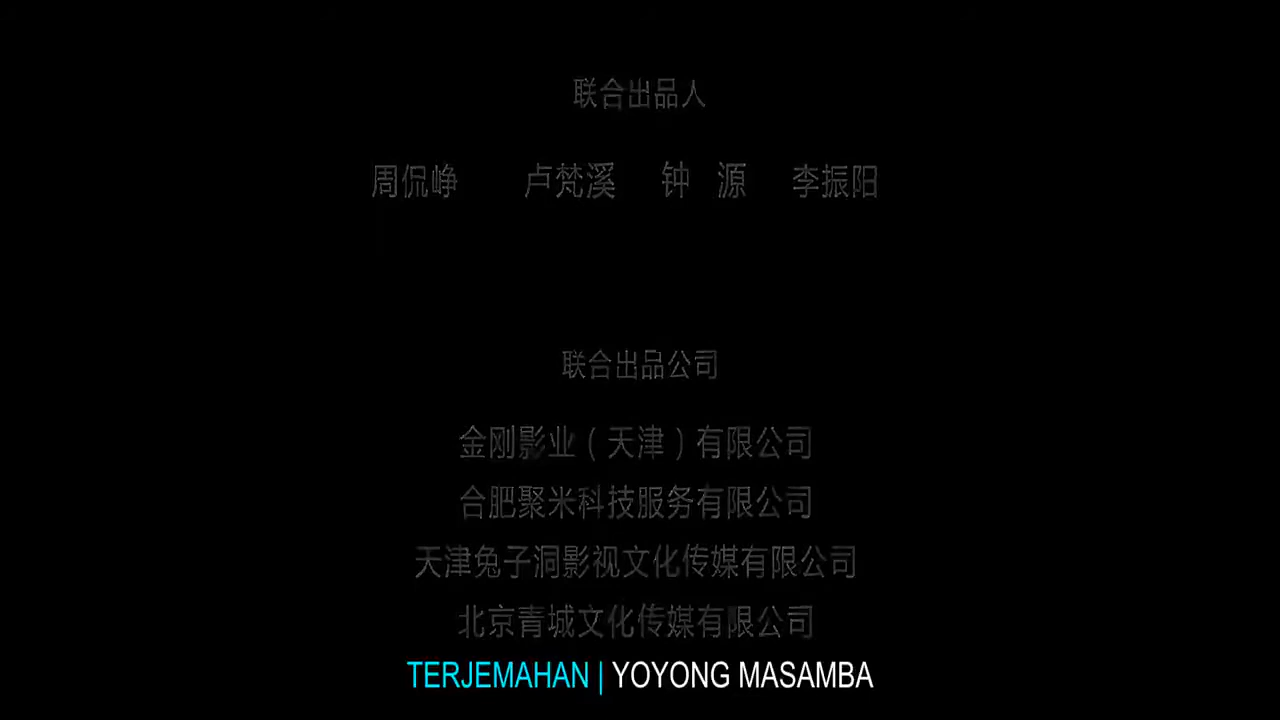 联合出品人
周侃峥 卢梵溪 钟 源 李振阳
联合出品公司
金刚影业（天津）有限公司
合肥聚米科技服务有限公司
天津兔子洞影视文化传媒有限公司
北京青城文化传媒有限公司
TERJEMAHAN | YOYONG MASAMBA